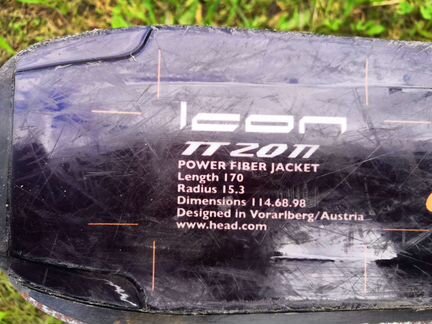 Icon
TT 20 TI
POWER FIBER JACKET
Length 170
Radius 15.3
Dimensions 114.68.98
Designed in Vorarlberg/Austria
www.head.com